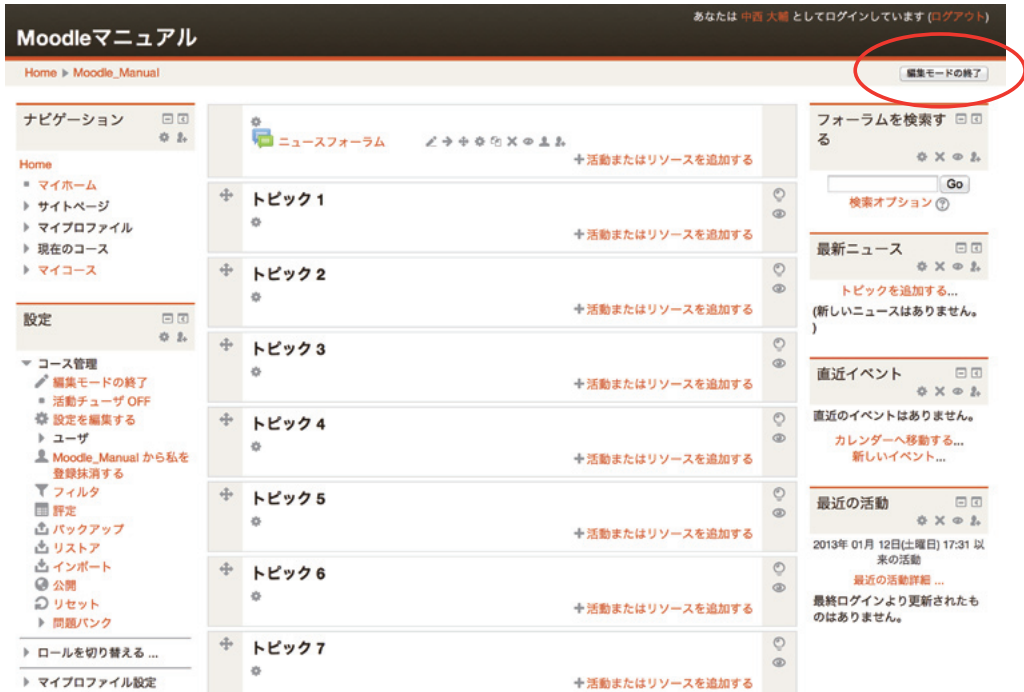 あなたは 中西 大輔 としてログインしています (ログアウト)
Moodleマニュアル
Home ▶ Moodle_Manual
編集モードの終了
ナビゲーション
Home
マイホーム
サイトページ
マイプロファイル
現在のコース
マイコース
設定
コース管理
編集モードの終了
活動チューザ OFF
設定を編集する
ユーザ
Moodle_Manual から私を
登録抹消する
フィルタ
評定
バックアップ
リストア
インポート
公開
リセット
問題バンク
ロールを切り替える ...
マイプロファイル設定
ニュースフォーラム
+活動またはリソースを追加する
トピック 1
+活動またはリソースを追加する
トピック 2
+活動またはリソースを追加する
トピック 3
+活動またはリソースを追加する
トピック 4
+活動またはリソースを追加する
トピック 5
+活動またはリソースを追加する
トピック 6
+活動またはリソースを追加する
トピック 7
+活動またはリソースを追加する
フォーラムを検索す
る
Go
検索オプション ?
最新ニュース
トピックを追加する...
(新しいニュースはありません。
)
直近イベント
直近のイベントはありません。
カレンダーへ移動する...
新しいイベント...
最近の活動
2013年 01月 12日(土曜日) 17:31 以
来の活動
最近の活動詳細 ...
最終ログインより更新されたも
のはありません。